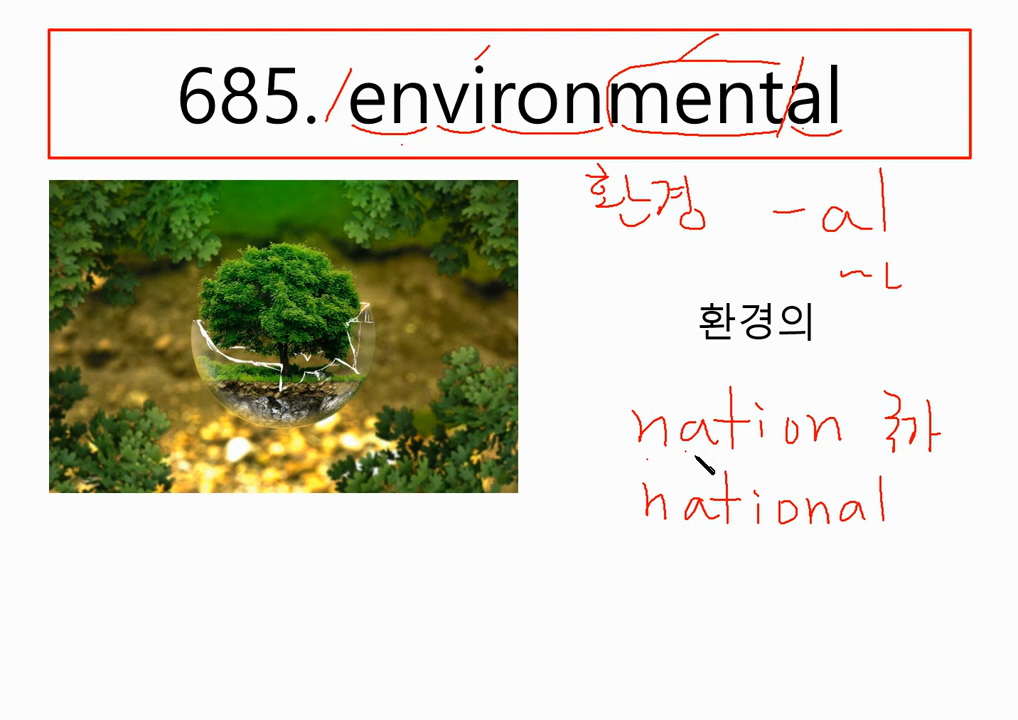 685. environmental
환경 -al
~ㄴ
환경의
nation 국가
national